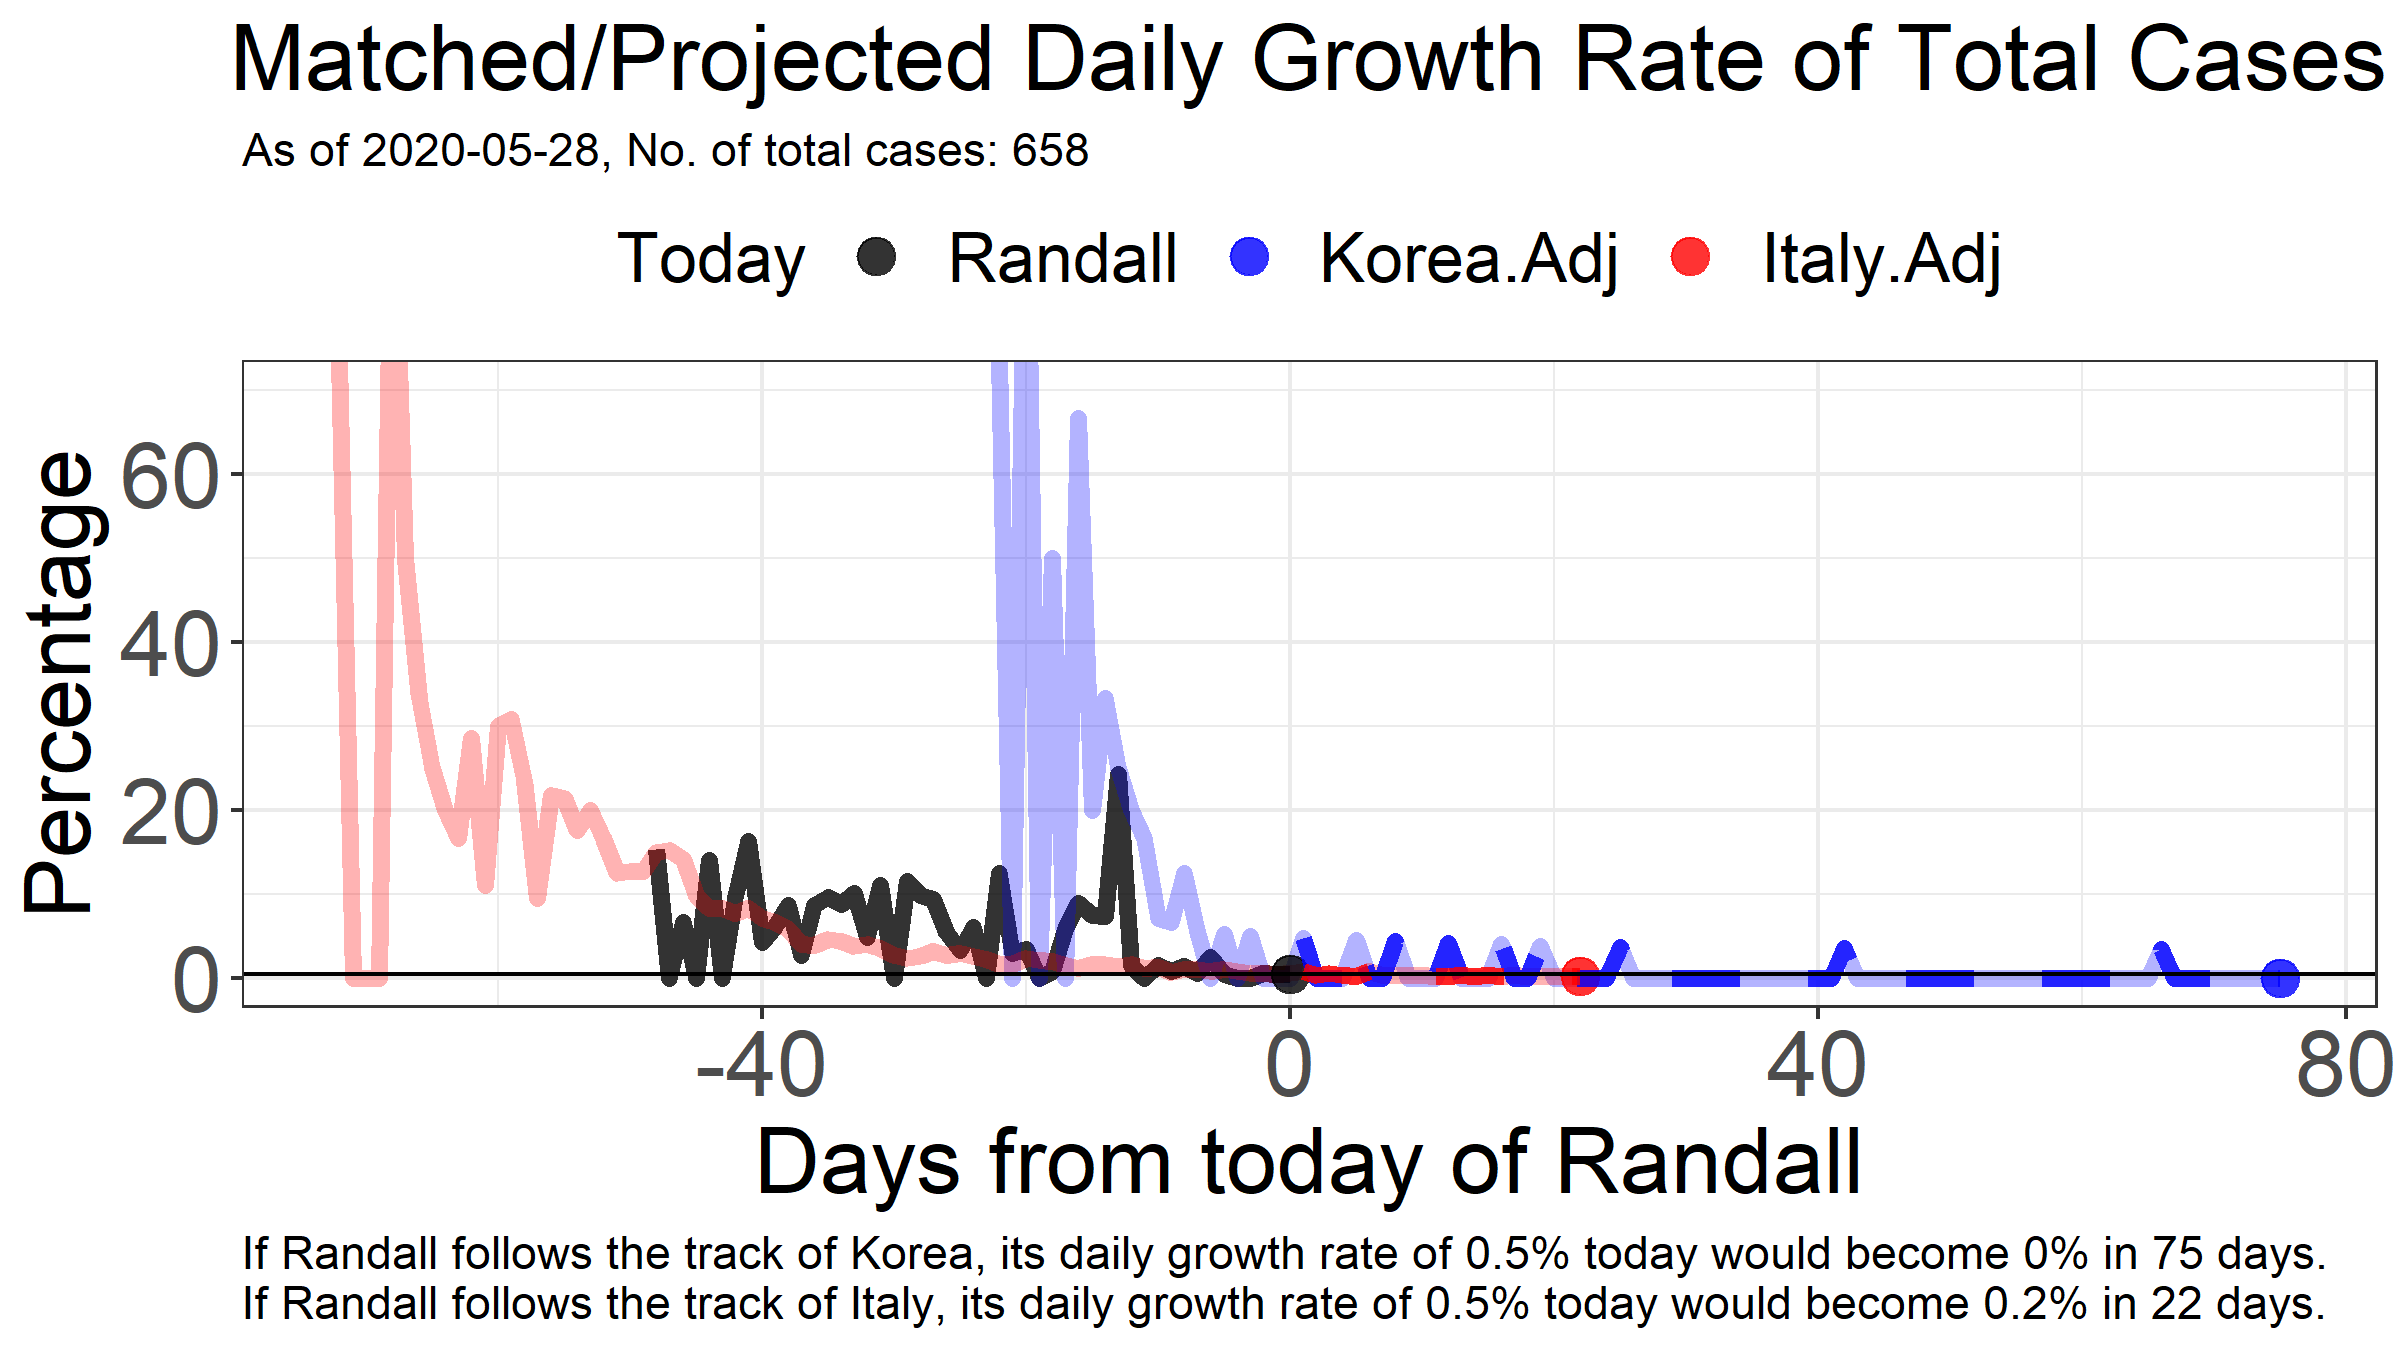 Matched/Projected Daily Growth Rate of Total Cases
As of 2020-05-28, No. of total cases: 658
Today Randall Korea.Adj Italy.Adj
Percentage
60
40
20
0
-40 0 40 80
Days from today of Randall
If Randall follows the track of Korea, its daily growth rate of 0.5% today would become 0% in 75 days.
If Randall follows the track of Italy, its daily growth rate of 0.5% today would become 0.2% in 22 days.